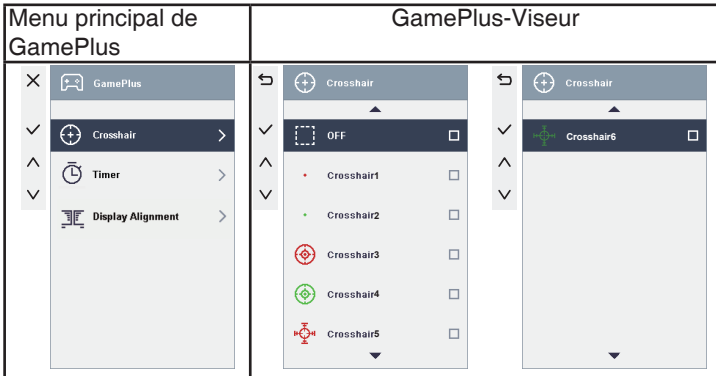 Menu principal de
GamePlus
GamePlus-Viseur
GamePlus
Crosshair
Timer
Display Alignment
Crosshair
OFF
Crosshair1
Crosshair2
Crosshair3
Crosshair4
Crosshair5
Crosshair
Crosshair6